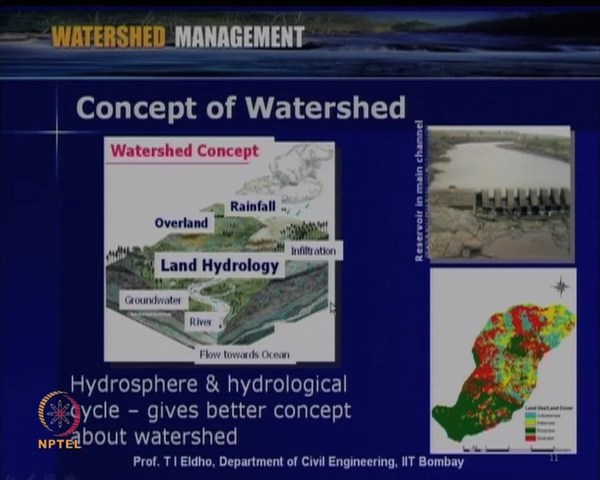 WATERSHED MANAGEMENT
Concept of Watershed
Watershed Concept
Rainfall
Overland
Infiltration
Land Hydrology
Groundwater
River
Flow towards Ocean
Reservoir in main channel
Land Use/Land Cover
Hydrosphere & hydrological
cycle – gives better concept
about watershed
NPTEL
Prof. T I Eldho, Department of Civil Engineering, IIT Bombay
11